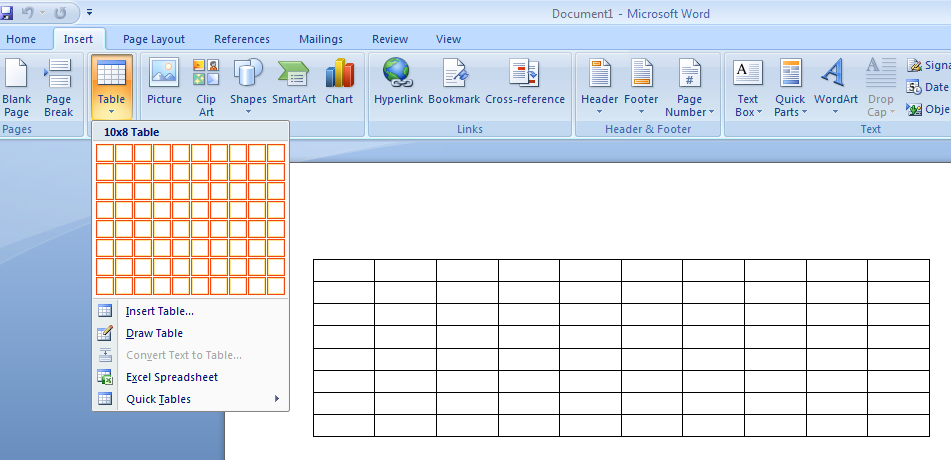 Document1 - Microsoft Word
Home Insert Page Layout References Mailings Review View
Blank Page
Page Break
Table
Picture
Clip Art
Shapes
SmartArt
Chart
Hyperlink
Bookmark
Cross-reference
Header
Footer
Page Number
Text Box
Quick Parts
WordArt
Drop Cap
Signa
Date
Obje
Pages
Links
Header & Footer
Text
10x8 Table
Insert Table...
Draw Table
Convert Text to Table...
Excel Spreadsheet
Quick Tables